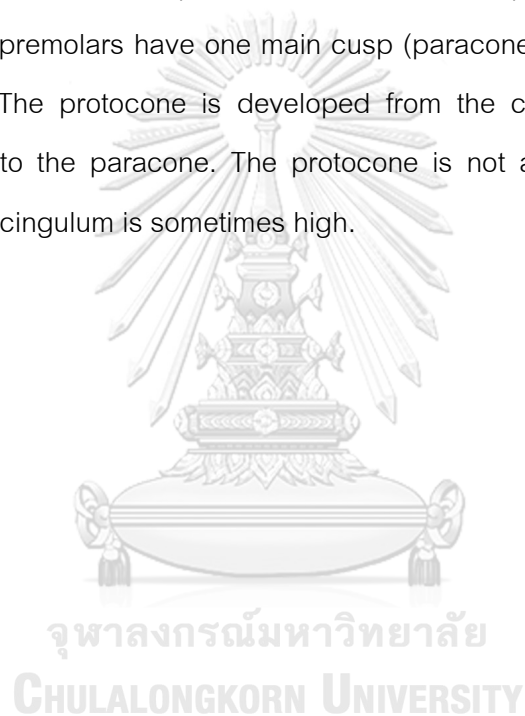 premolars have one main cusp (paracone
The protocone is developed from the c
to the paracone. The protocone is not a
cingulum is sometimes high.
จุฬาลงกรณ์มหาวิทยาลัย
CHULALONGKORN UNIVERSITY